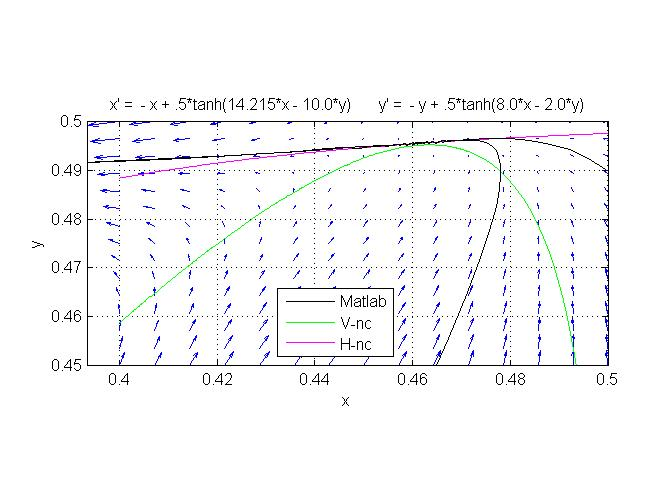 x' = - x + .5*tanh(14.215*x - 10.0*y) y' = - y + .5*tanh(8.0*x - 2.0*y)
0.5
0.49
0.48
0.47
0.46
0.45
y
Matlab
V-nc
H-nc
0.4 0.42 0.44 0.46 0.48 0.5
x